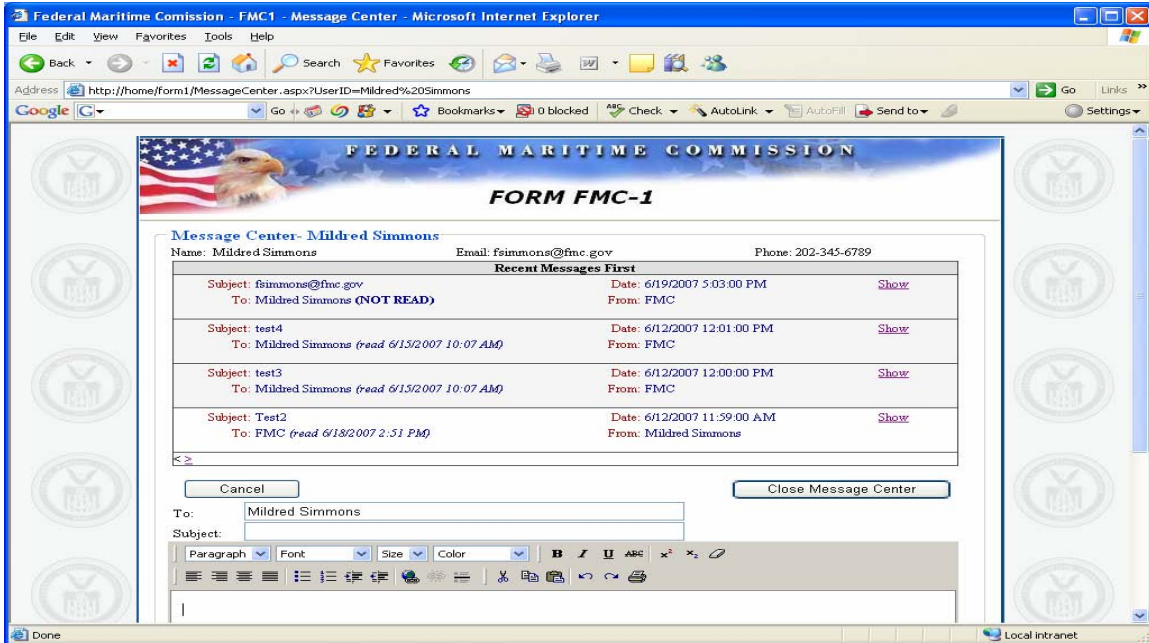 Federal Maritime Comission - FMC1 - Message Center - Microsoft Internet Explorer
File Edit View Favorites Tools Help
Back Search Favorites
Address http://home/form1/MessageCenter.aspx?UserID=Mildred%20Simmons Go Links »
Google G Go Bookmarks 0 blocked ABC Check AutoLink AutoFill Send to Settings
FEDERAL MARITIME COMMISSION
FORM FMC-1
Message Center- Mildred Simmons
Name: Mildred Simmons Email: fsimmons@fmc.gov Phone: 202-345-6789
Recent Messages First
Subject: fsimmons@fmc.gov Date: 6/19/2007 5:03:00 PM Show
To: Mildred Simmons (NOT READ) From: FMC
Subject: test4 Date: 6/12/2007 12:01:00 PM Show
To: Mildred Simmons (read 6/15/2007 10:07 AM) From: FMC
Subject: test3 Date: 6/12/2007 12:00:00 PM Show
To: Mildred Simmons (read 6/15/2007 10:07 AM) From: FMC
Subject: Test2 Date: 6/12/2007 11:59:00 AM Show
To: FMC (read 6/18/2007 2:51 PM) From: Mildred Simmons
< >
Cancel Close Message Center
To: Mildred Simmons
Subject:
Paragraph Font Size Color B I U ABC x² x₂
Done Local intranet